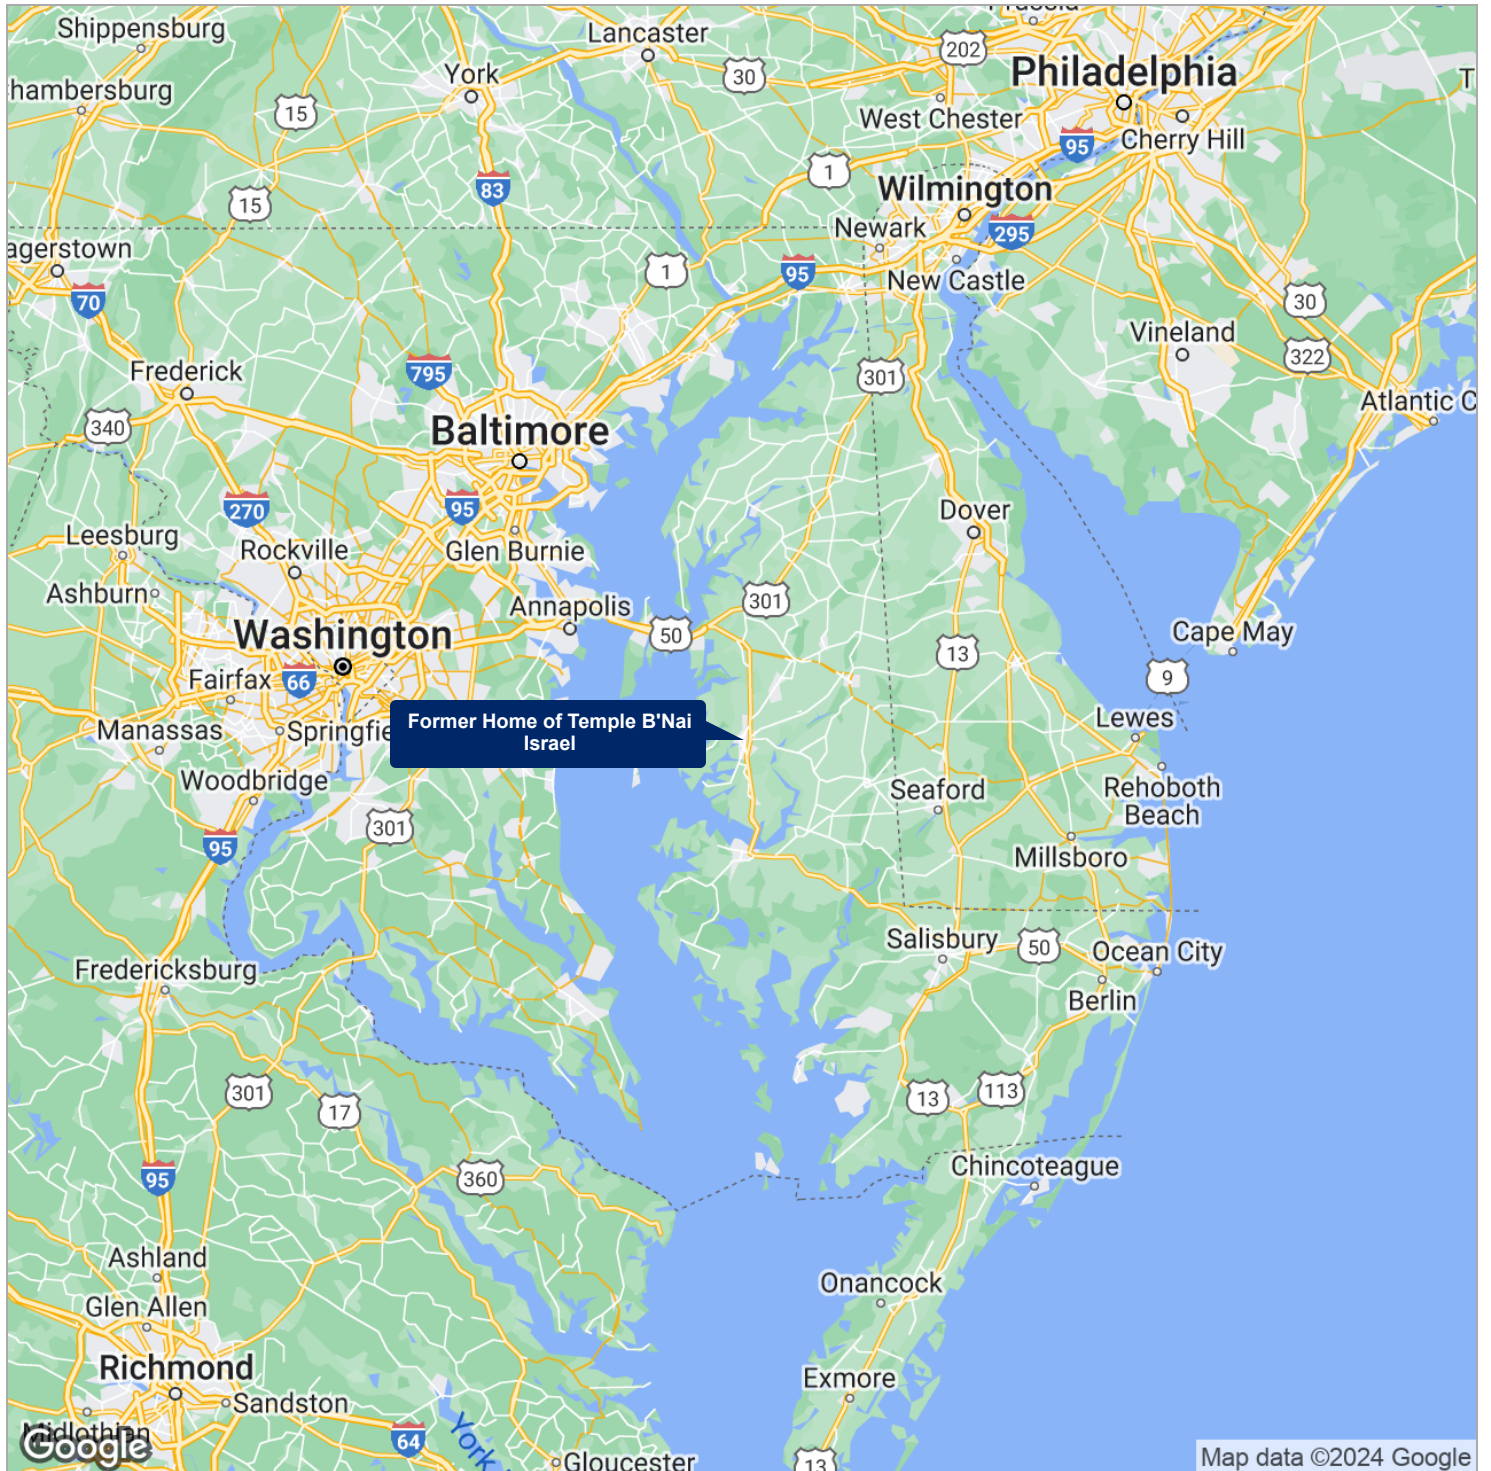 Shippensburg
Lancaster
202
York
30
Philadelphia
hambersburg
15
West Chester
Cherry Hill
95
1
83
Wilmington
15
Newark
295
agerstown
1
95
New Castle
70
30
Vineland
322
Frederick
795
301
Atlantic C
340
Baltimore
270
95
Dover
Leesburg
Rockville
Glen Burnie
Ashburn
Annapolis
301
50
Washington
13
Cape May
Fairfax
66
9
Former Home of Temple B'Nai
Israel
Manassas
Springfie
Lewes
Woodbridge
Seaford
Rehoboth
Beach
301
95
Millsboro
Salisbury
50
Ocean City
Fredericksburg
Berlin
301
17
13
113
95
360
Chincoteague
Ashland
Onancock
Glen Allen
Richmond
Exmore
Sandston
Midlothian
Google
64
York
Gloucester
13
Map data ©2024 Google